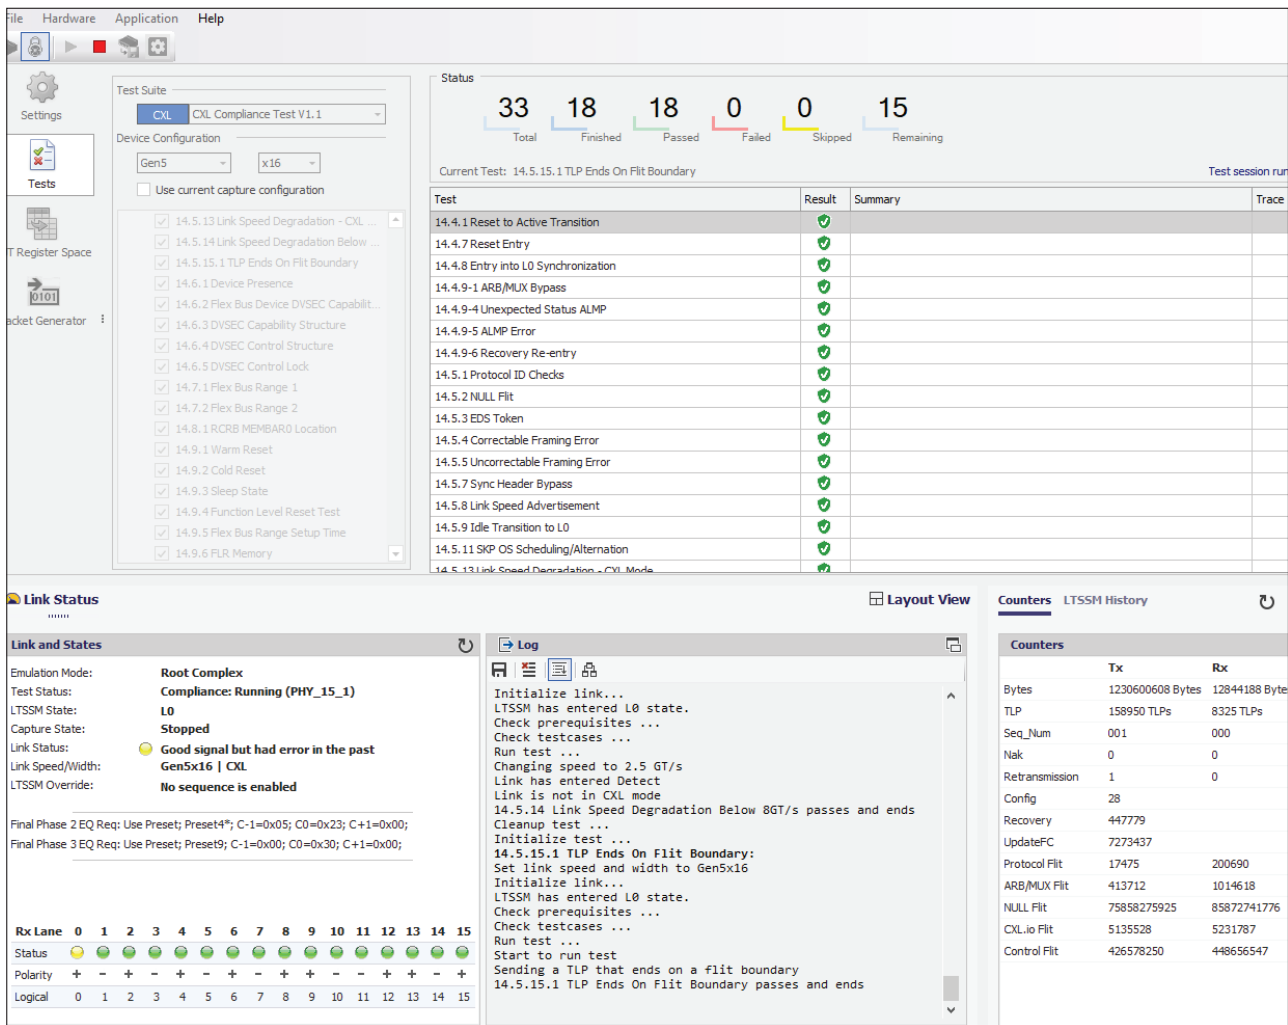 File Hardware Application Help
Settings
Tests
T Register Space
acket Generator
Test Suite
CXL CXL Compliance Test V1.1
Device Configuration
Gen5 x16
Use current capture configuration
14.5.13 Link Speed Degradation - CXL ...
14.5.14 Link Speed Degradation Below ...
14.5.15.1 TLP Ends On Flit Boundary
14.6.1 Device Presence
14.6.2 Flex Bus Device DVSEC Capabilit...
14.6.3 DVSEC Capability Structure
14.6.4 DVSEC Control Structure
14.6.5 DVSEC Control Lock
14.7.1 Flex Bus Range 1
14.7.2 Flex Bus Range 2
14.8.1 RCRB MEMBAR0 Location
14.9.1 Warm Reset
14.9.2 Cold Reset
14.9.3 Sleep State
14.9.4 Function Level Reset Test
14.9.5 Flex Bus Range Setup Time
14.9.6 FLR Memory
Status
33 18 18 0 0 15
Total Finished Passed Failed Skipped Remaining
Current Test: 14.5.15.1 TLP Ends On Flit Boundary Test session run
Test Result Summary Trace
14.4.1 Reset to Active Transition
14.4.7 Reset Entry
14.4.8 Entry into L0 Synchronization
14.4.9-1 ARB/MUX Bypass
14.4.9-4 Unexpected Status ALMP
14.4.9-5 ALMP Error
14.4.9-6 Recovery Re-entry
14.5.1 Protocol ID Checks
14.5.2 NULL Flit
14.5.3 EDS Token
14.5.4 Correctable Framing Error
14.5.5 Uncorrectable Framing Error
14.5.7 Sync Header Bypass
14.5.8 Link Speed Advertisement
14.5.9 Idle Transition to L0
14.5.11 SKP OS Scheduling/Alternation
14.5.13 Link Speed Degradation - CXL Mode
Link Status Layout View
Link and States
Emulation Mode: Root Complex
Test Status: Compliance: Running (PHY_15_1)
LTSSM State: L0
Capture State: Stopped
Link Status: Good signal but had error in the past
Link Speed/Width: Gen5x16 | CXL
LTSSM Override: No sequence is enabled
Final Phase 2 EQ Req: Use Preset; Preset4*; C-1=0x05; C0=0x23; C+1=0x00;
Final Phase 3 EQ Req: Use Preset; Preset9; C-1=0x00; C0=0x30; C+1=0x00;
Rx Lane 0 1 2 3 4 5 6 7 8 9 10 11 12 13 14 15
Status
Polarity + - + - + - + - + + - - + + - +
Logical 0 1 2 3 4 5 6 7 8 9 10 11 12 13 14 15
Log
Initialize link...
LTSSM has entered L0 state.
Check prerequisites ...
Check testcases ...
Run test ...
Changing speed to 2.5 GT/s
Link has entered Detect
Link is not in CXL mode
14.5.14 Link Speed Degradation Below 8GT/s passes and ends
Cleanup test ...
Initialize test ...
14.5.15.1 TLP Ends On Flit Boundary:
Set link speed and width to Gen5x16
Initialize link...
LTSSM has entered L0 state.
Check prerequisites ...
Check testcases ...
Run test ...
Start to run test
Sending a TLP that ends on a flit boundary
14.5.15.1 TLP Ends On Flit Boundary passes and ends
Counters LTSSM History
Counters
Tx Rx
Bytes 1230600608 Bytes 12844188 Byte
TLP 158950 TLPs 8325 TLPs
Seq_Num 001 000
Nak 0 0
Retransmission 1 0
Config 28
Recovery 447779
UpdateFC 7273437
Protocol Flit 17475 200690
ARB/MUX Flit 413712 1014618
NULL Flit 75858275925 85872741776
CXL.io Flit 5135528 5231787
Control Flit 426578250 448656547